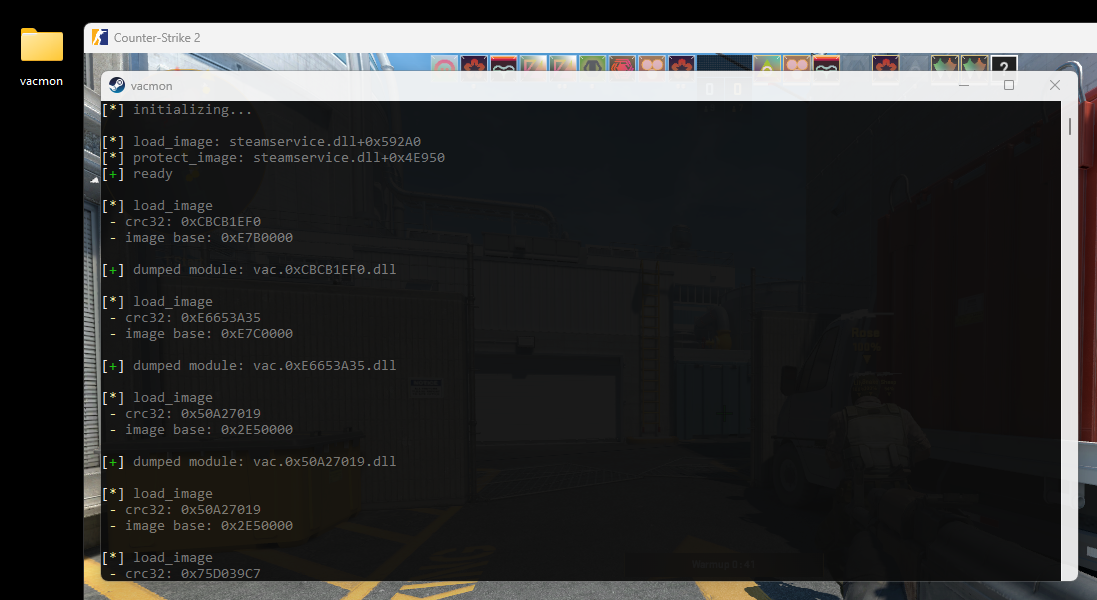 Counter-Strike 2
vacmon
vacmon
0 0
?
[*] initializing...
[*] load_image: steamservice.dll+0x592A0
[*] protect_image: steamservice.dll+0x4E950
[+] ready
[*] load_image
- crc32: 0xCBCB1EF0
- image base: 0xE7B0000
[+] dumped module: vac.0xCBCB1EF0.dll
[*] load_image
- crc32: 0xE6653A35
- image base: 0xE7C0000
[+] dumped module: vac.0xE6653A35.dll
[*] load_image
- crc32: 0x50A27019
- image base: 0x2E50000
[+] dumped module: vac.0x50A27019.dll
[*] load_image
- crc32: 0x50A27019
- image base: 0x2E50000
[*] load_image
- crc32: 0x75D039C7